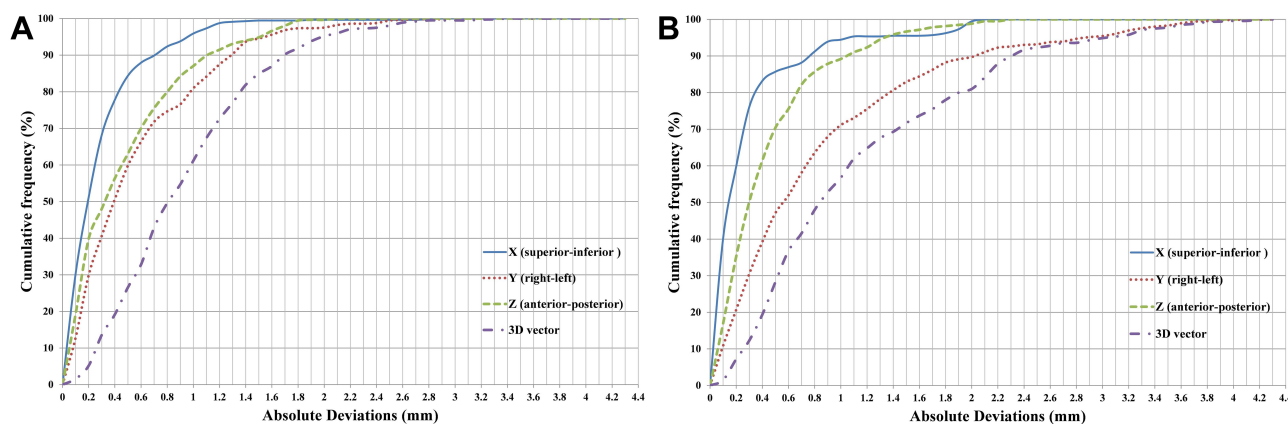 A
Cumulative frequency (%)
100
90
80
70
60
50
40
30
20
10
0
0 0.2 0.4 0.6 0.8 1 1.2 1.4 1.6 1.8 2 2.2 2.4 2.6 2.8 3 3.2 3.4 3.6 3.8 4 4.2 4.4
Absolute Deviations (mm)
X (superior-inferior )
Y (right-left)
Z (anterior-posterior)
3D vector
B
Cumulative frequency (%)
100
90
80
70
60
50
40
30
20
10
0
0 0.2 0.4 0.6 0.8 1 1.2 1.4 1.6 1.8 2 2.2 2.4 2.6 2.8 3 3.2 3.4 3.6 3.8 4 4.2 4.4
Absolute Deviations (mm)
X (superior-inferior )
Y (right-left)
Z (anterior-posterior)
3D vector